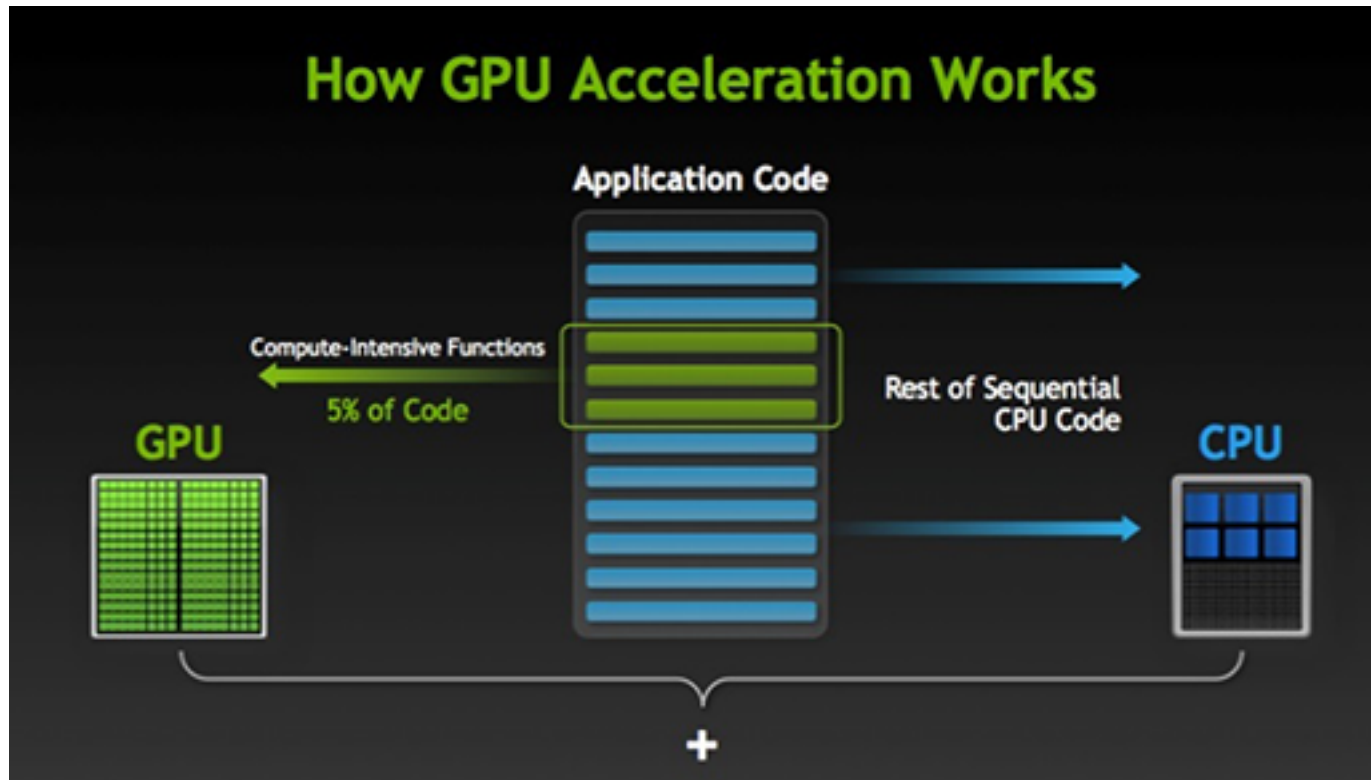 How GPU Acceleration Works
Application Code
Compute-Intensive Functions
5% of Code
GPU
Rest of Sequential
CPU Code
CPU
+